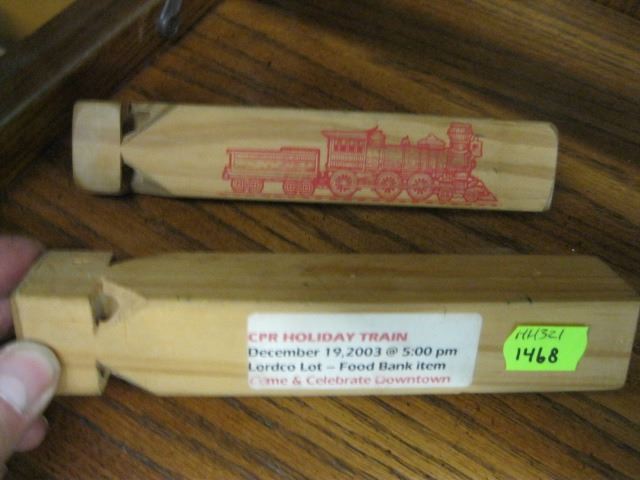 CPR HOLIDAY TRAIN
December 19, 2003 @ 5:00 pm
Lordco Lot – Food Bank item
Come & Celebrate Downtown
HH321
1468